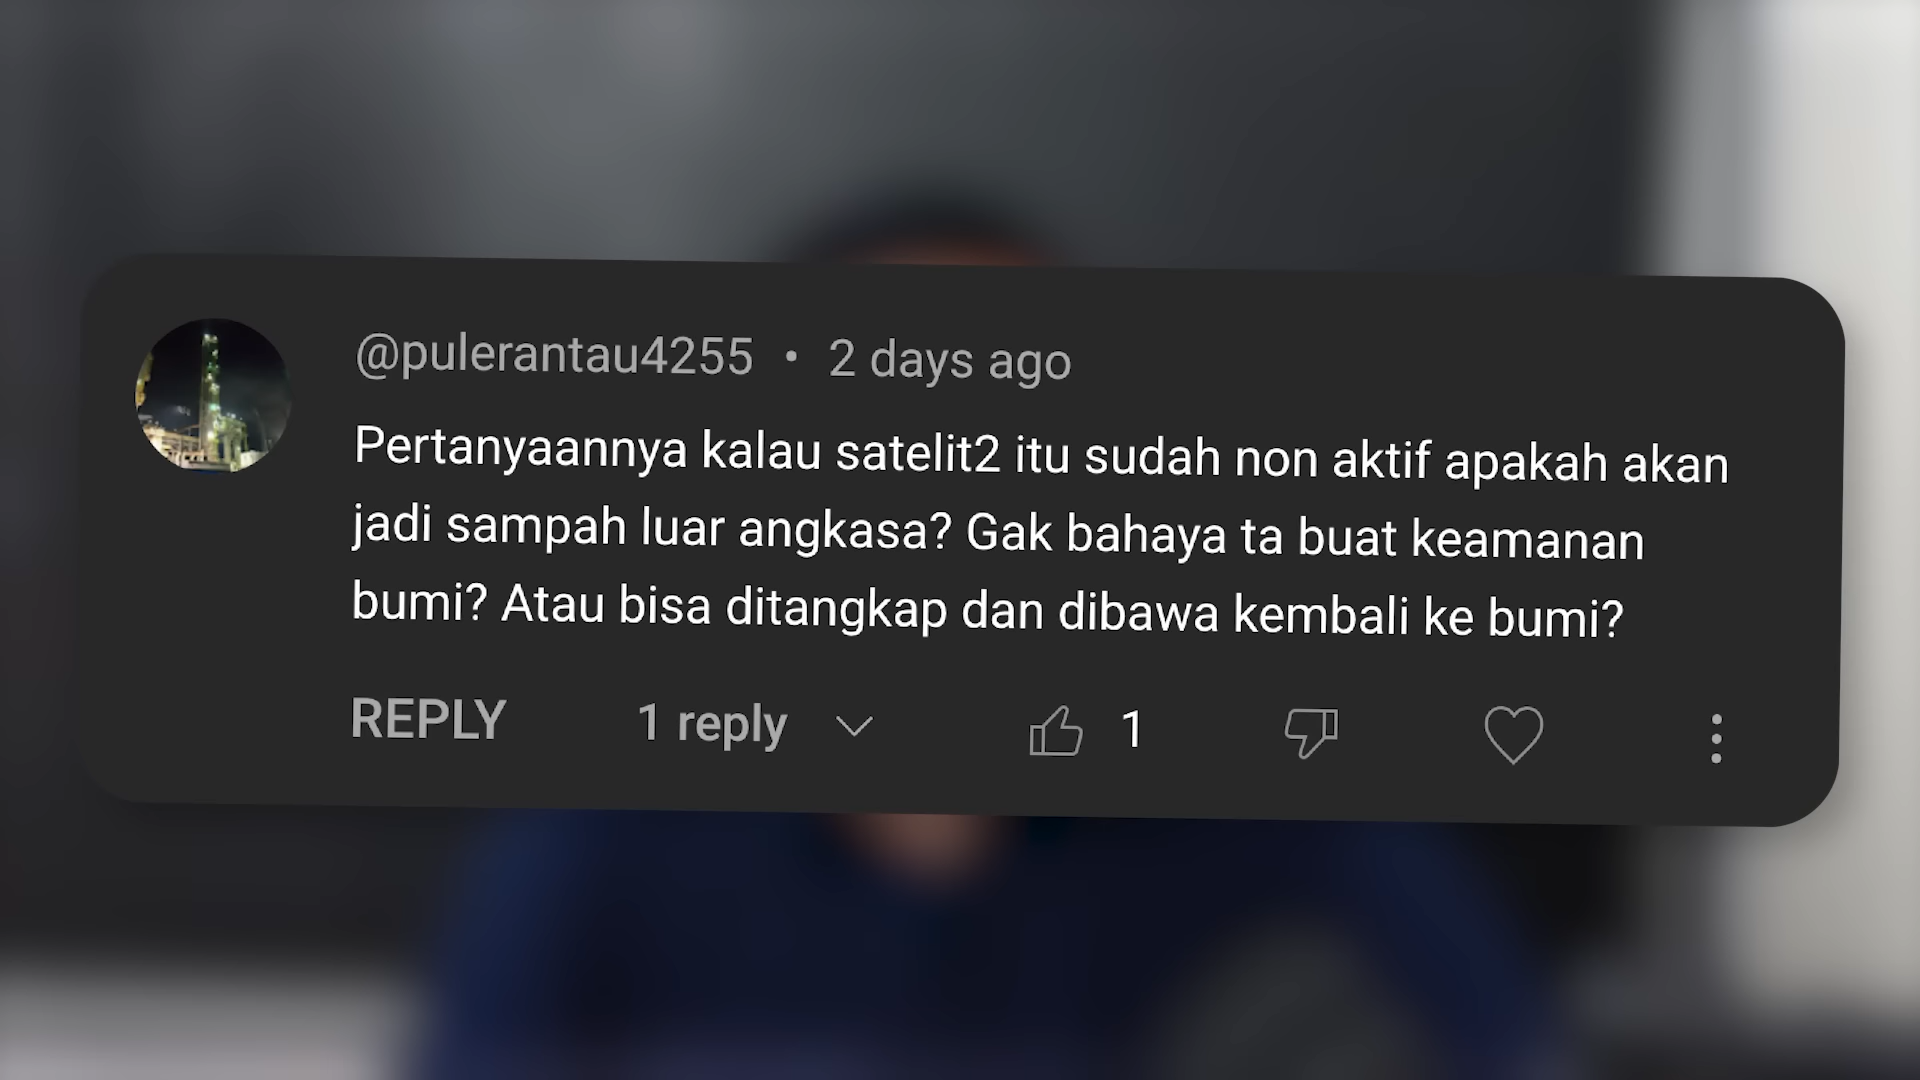 @pulerantau4255 • 2 days ago
Pertanyaannya kalau satelit2 itu sudah non aktif apakah akan
jadi sampah luar angkasa? Gak bahaya ta buat keamanan
bumi? Atau bisa ditangkap dan dibawa kembali ke bumi?
REPLY 1 reply 1